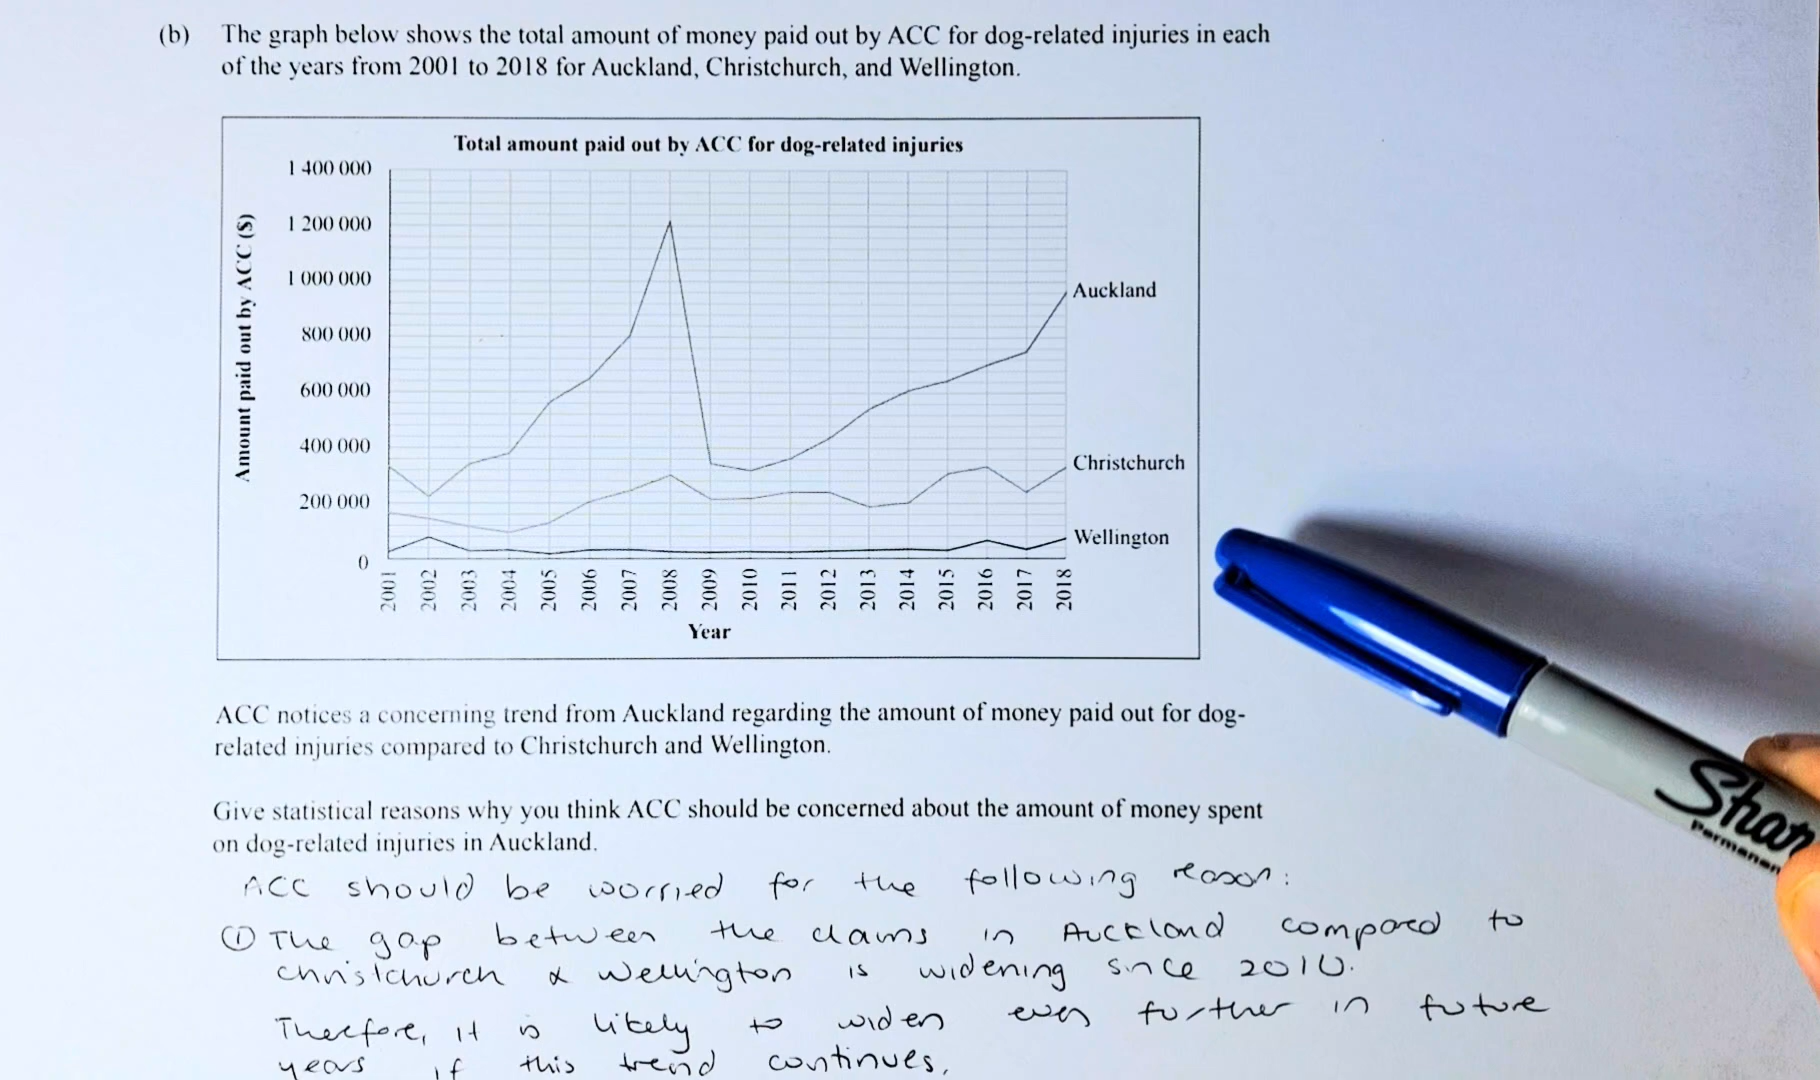 (b) The graph below shows the total amount of money paid out by ACC for dog-related injuries in each
of the years from 2001 to 2018 for Auckland, Christchurch, and Wellington.
Total amount paid out by ACC for dog-related injuries
Amount paid out by ACC ($)
1 400 000
1 200 000
1 000 000
800 000
600 000
400 000
200 000
0
Auckland
Christchurch
Wellington
2001 2002 2003 2004 2005 2006 2007 2008 2009 2010 2011 2012 2013 2014 2015 2016 2017 2018
Year
ACC notices a concerning trend from Auckland regarding the amount of money paid out for dog-
related injuries compared to Christchurch and Wellington.
Give statistical reasons why you think ACC should be concerned about the amount of money spent
on dog-related injuries in Auckland.
ACC should be worried for the following reason:
① The gap between the claims in Auckland compared to
Christchurch & Wellington is widening since 2010.
Therefore, it is likely to widen even further in future
years if this trend continues.
Shar
Permanen